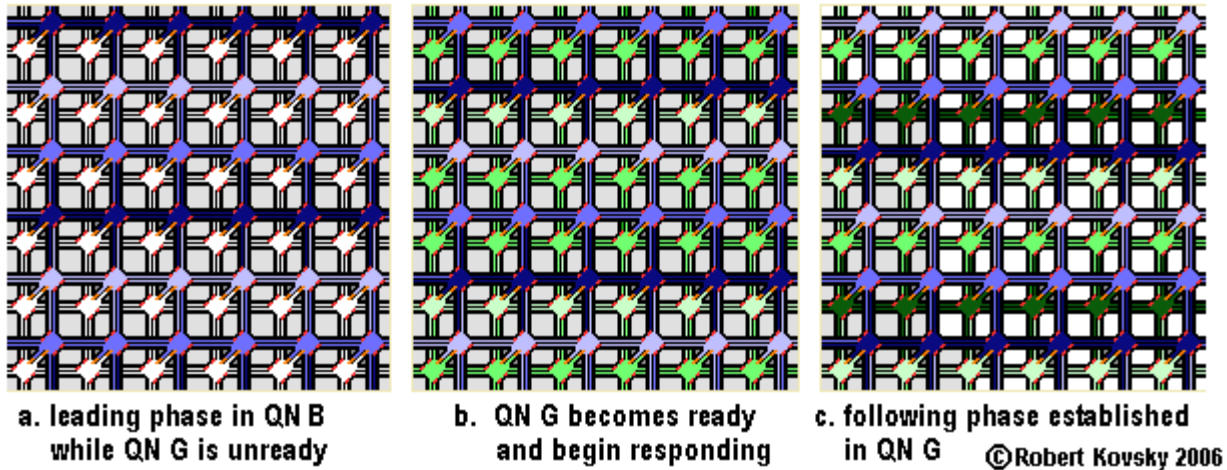 a. leading phase in QN B
while QN G is unready
b. QN G becomes ready
and begin responding
c. following phase established
in QN G
©Robert Kovsky 2006